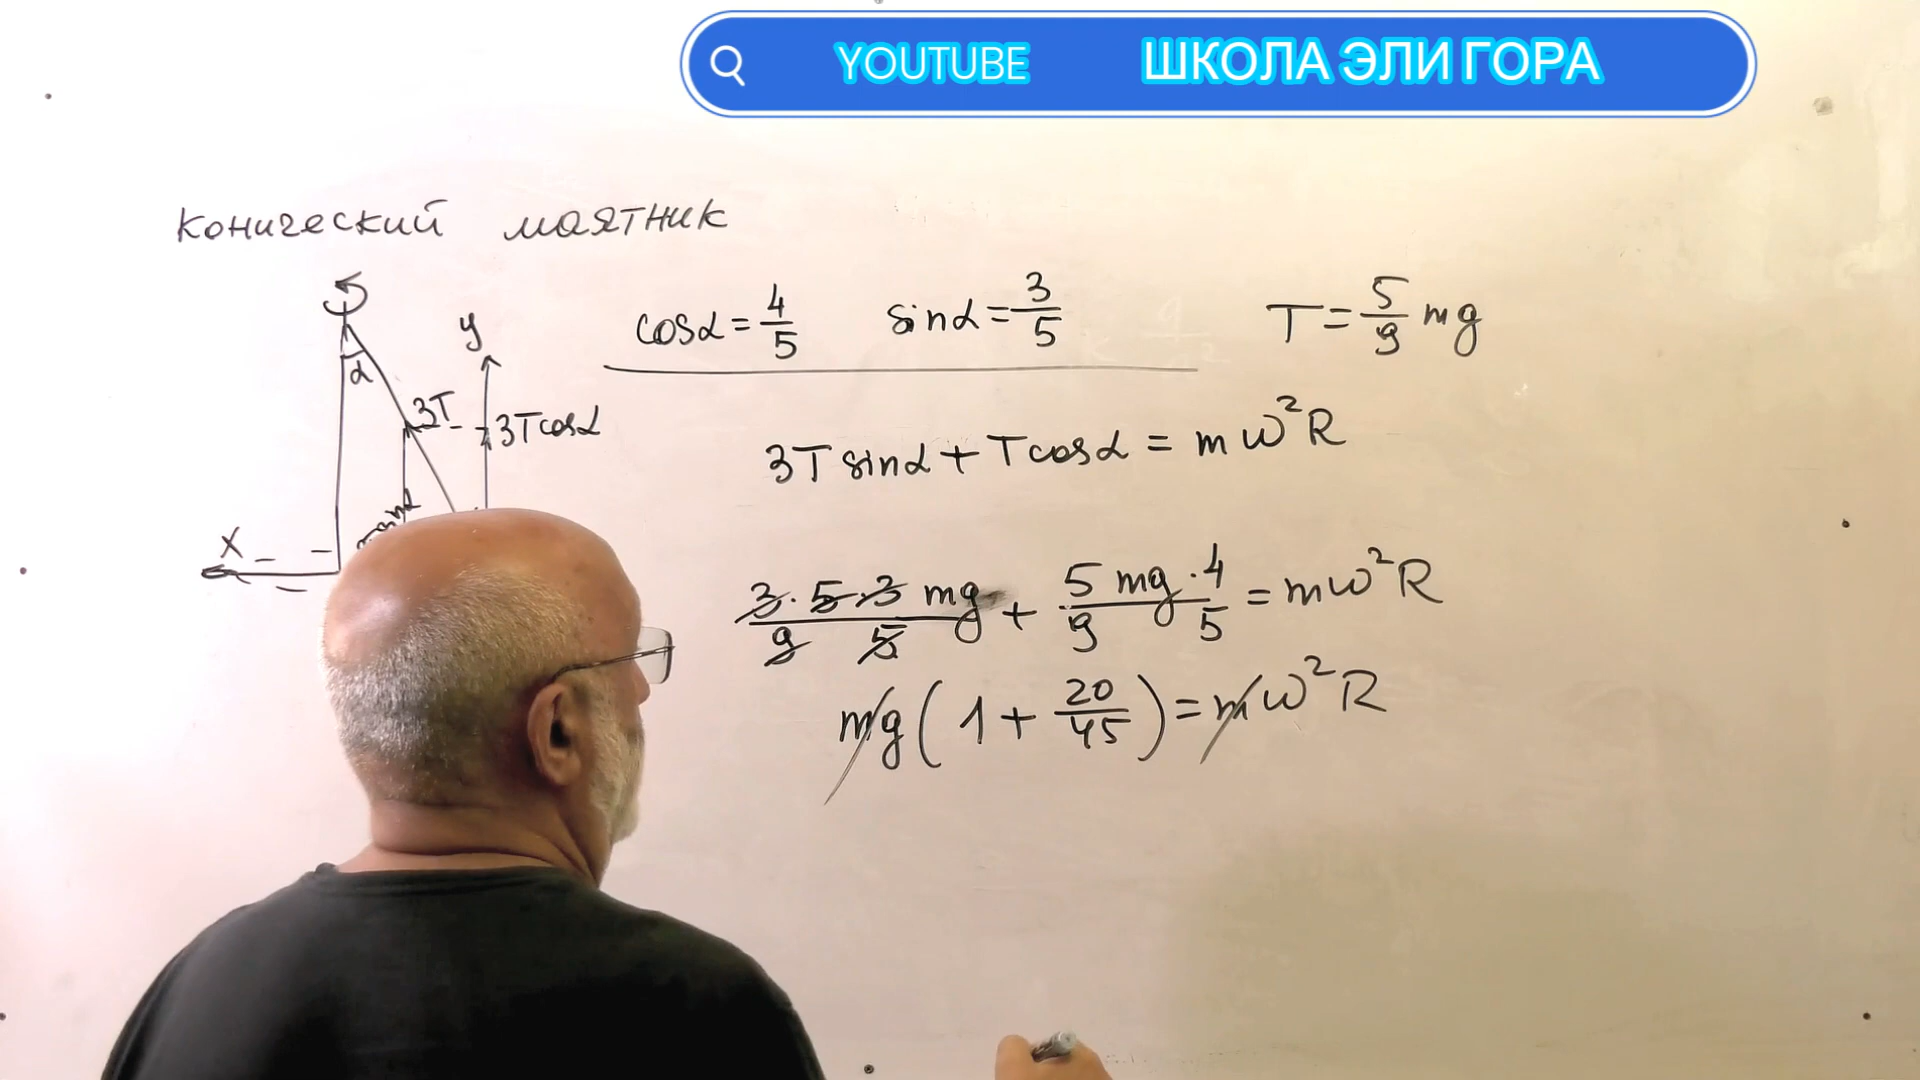 YOUTUBE ШКОЛА ЭЛИ ГОРА
Конический маятник
cosα = 4/5 sinα = 3/5 T = 5/9 mg
y
α
3T
3Tcosα
X
3T sinα + T cosα = mω²R
3·5·3 mg / 9 5 + 5 mg·4 / 9 5 = mω²R
mg(1 + 20/45) = mω²R